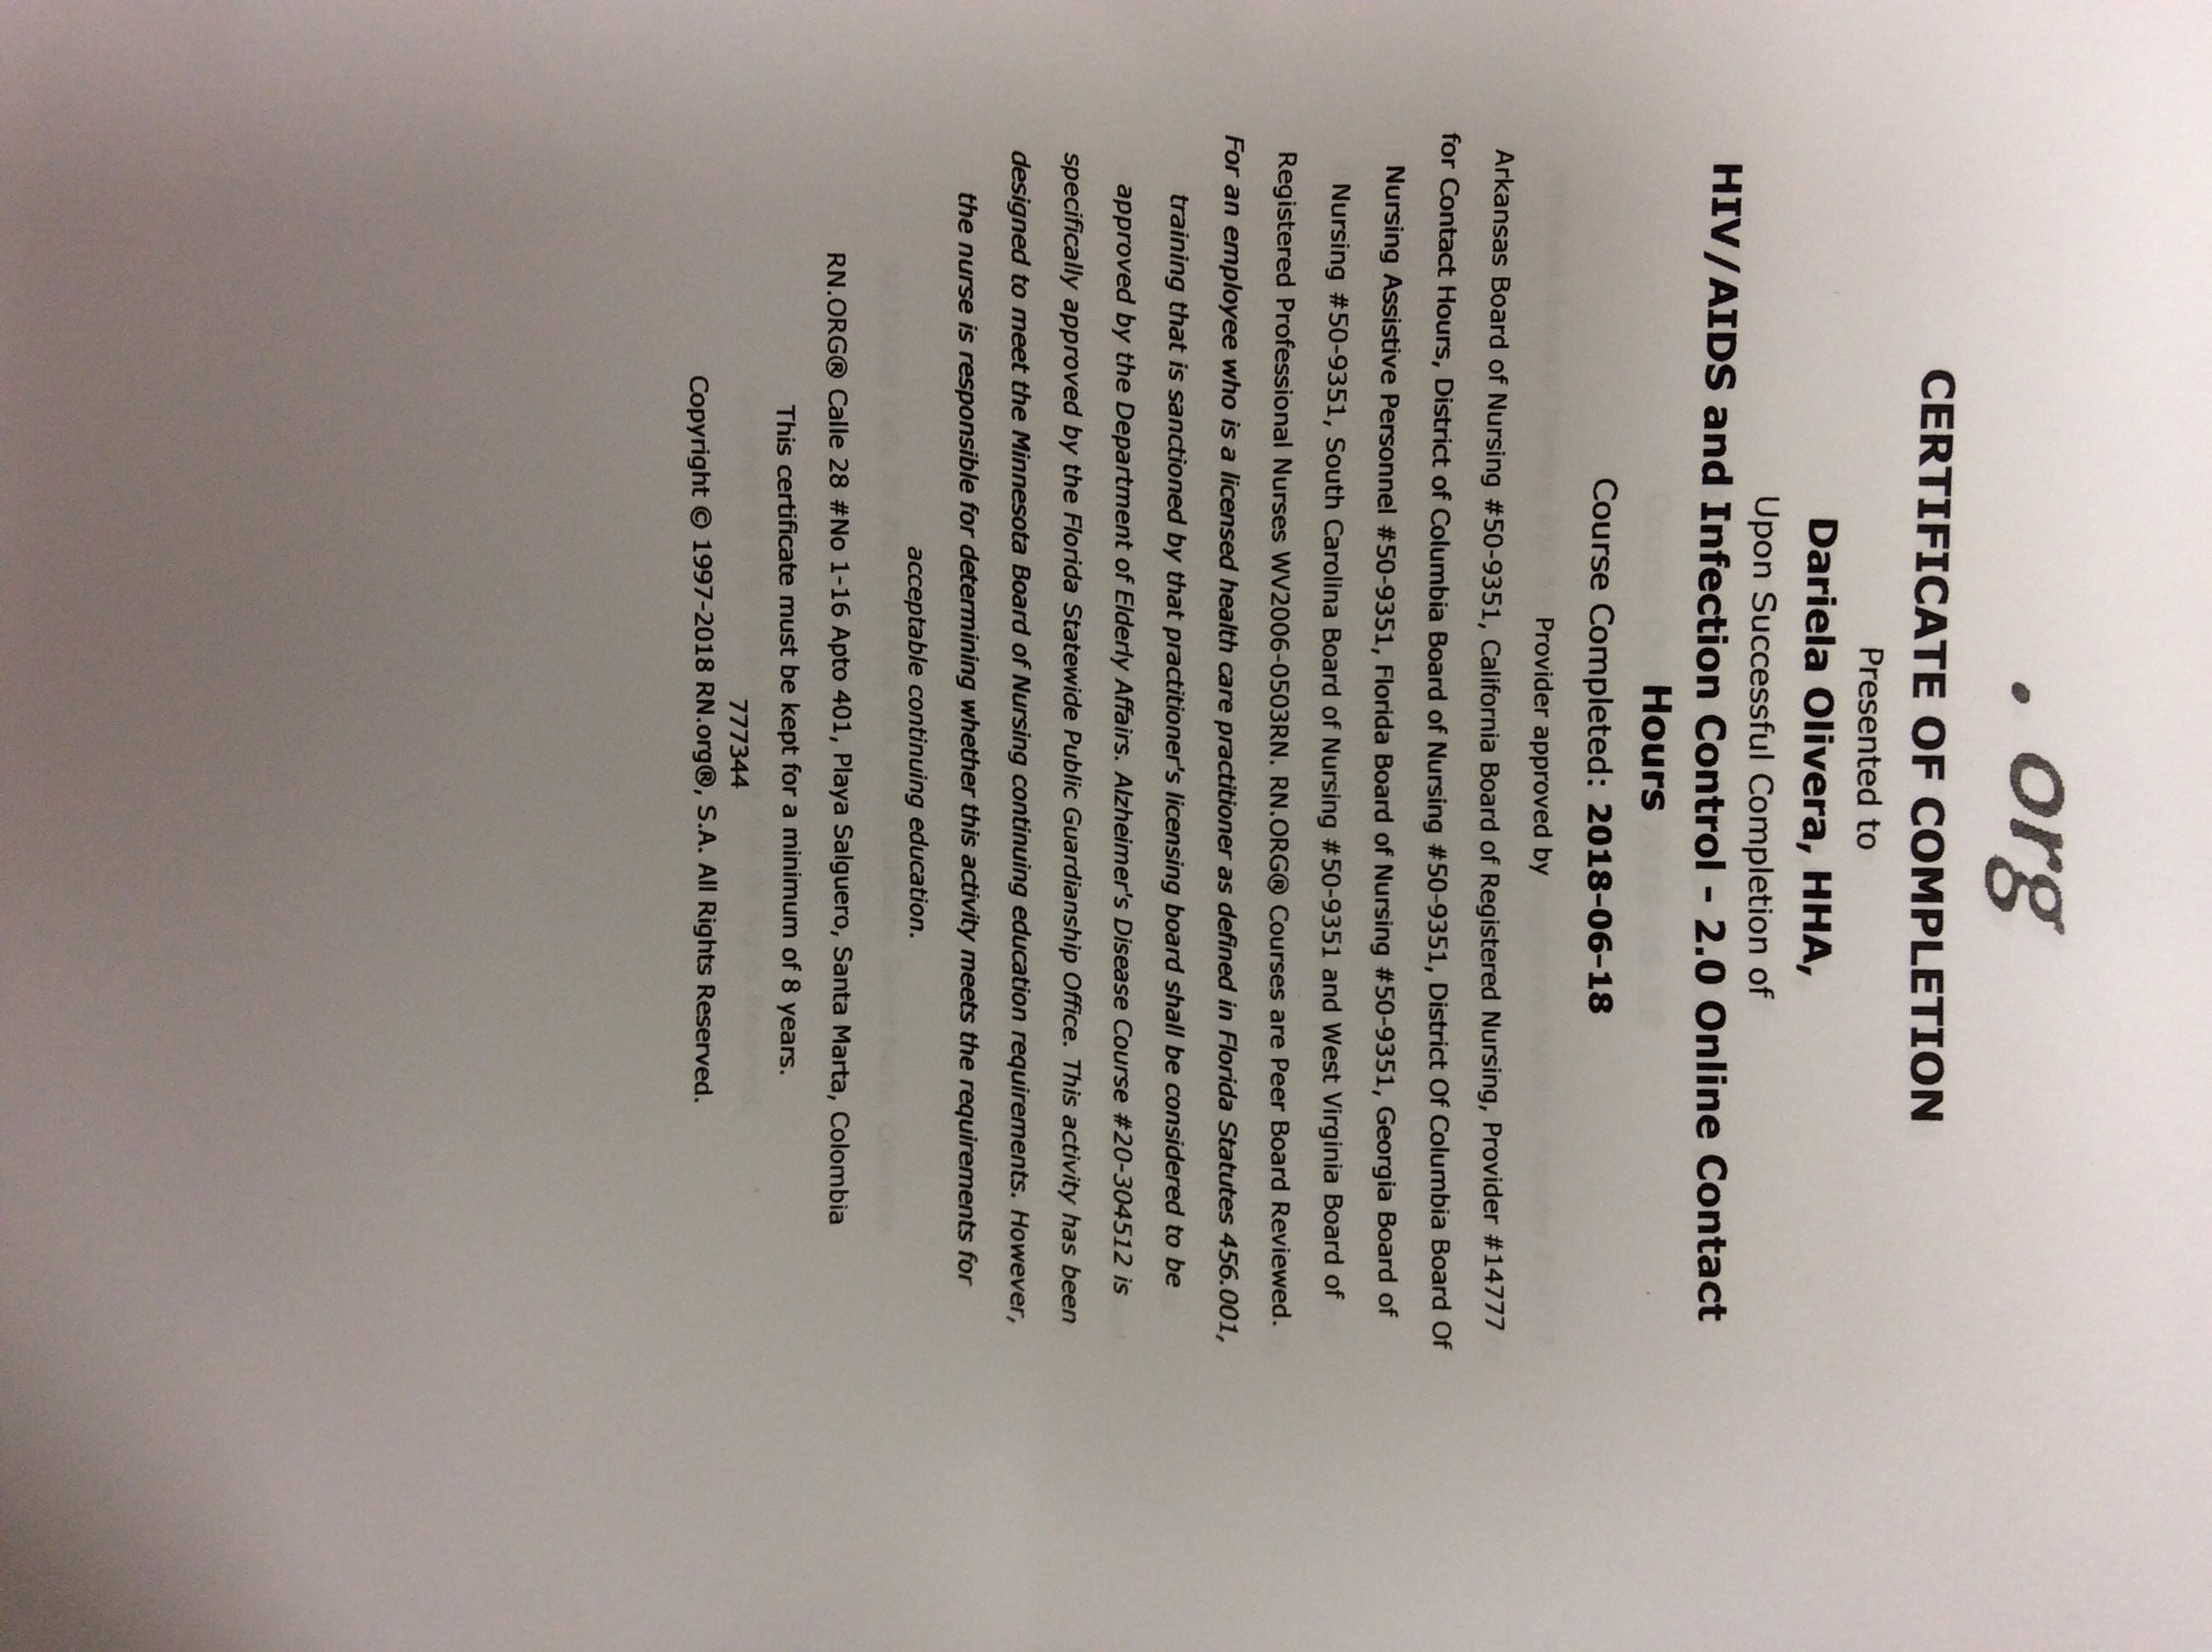 . org
CERTIFICATE OF COMPLETION
Presented to
Dariela Olivera, HHA,
Upon Successful Completion of
HIV/AIDS and Infection Control - 2.0 Online Contact
Hours
Course Completed: 2018-06-18
Provider approved by
Arkansas Board of Nursing #50-9351, California Board of Registered Nursing, Provider #14777
for Contact Hours, District of Columbia Board of Nursing #50-9351, District Of Columbia Board Of
Nursing Assistive Personnel #50-9351, Florida Board of Nursing #50-9351, Georgia Board of
Nursing #50-9351, South Carolina Board of Nursing #50-9351 and West Virginia Board of
Registered Professional Nurses WV2006-0503RN. RN.ORG® Courses are Peer Board Reviewed.
For an employee who is a licensed health care practitioner as defined in Florida Statutes 456.001,
training that is sanctioned by that practitioner's licensing board shall be considered to be
approved by the Department of Elderly Affairs. Alzheimer's Disease Course #20-304512 is
specifically approved by the Florida Statewide Public Guardianship Office. This activity has been
designed to meet the Minnesota Board of Nursing continuing education requirements. However,
the nurse is responsible for determining whether this activity meets the requirements for
acceptable continuing education.
RN.ORG® Calle 28 #No 1-16 Apto 401, Playa Salguero, Santa Marta, Colombia
This certificate must be kept for a minimum of 8 years.
777344
Copyright © 1997-2018 RN.org®, S.A. All Rights Reserved.